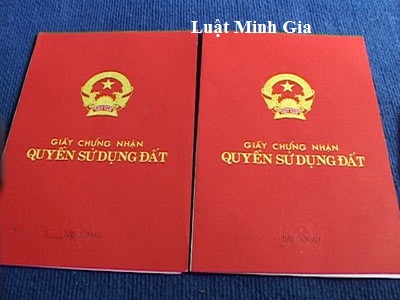 Luật Minh Gia
GIẤY CHỨNG NHẬN
QUYỀN SỬ DỤNG ĐẤT
GIẤY CHỨNG NHẬN
QUYỀN SỬ DỤNG ĐẤT